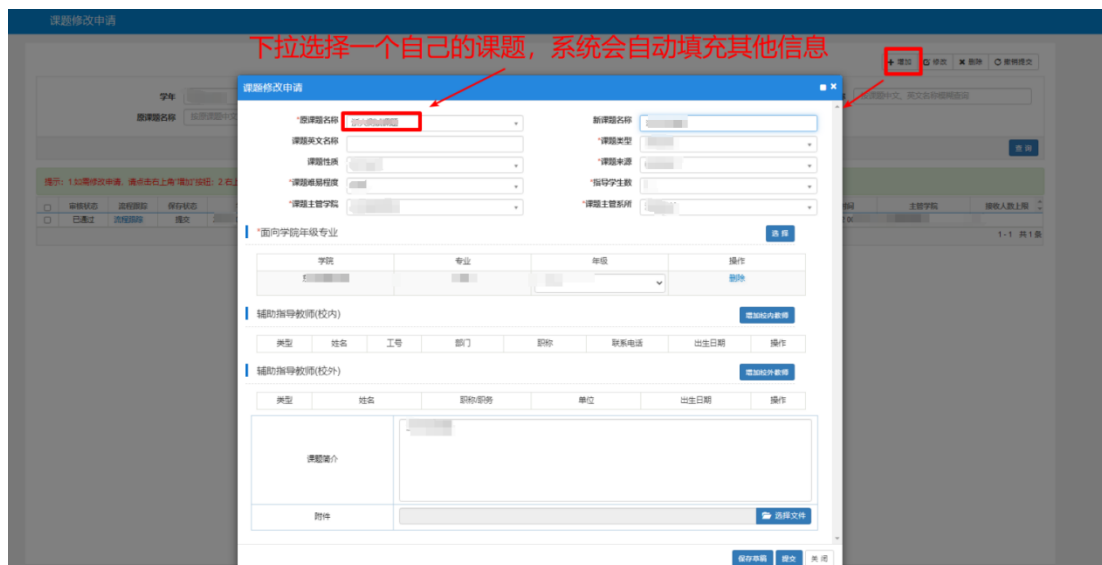 课题修改申请
下拉选择一个自己的课题，系统会自动填充其他信息
增加 修改 删除 撤销提交
课题修改申请
学年
原课题名称
*原课题名称 新课题名称
课题英文名称 *课题类型
课题性质 *课题来源
*课题难易程度 *指导学生数
*课题主管学院 *课题主管系所
查询
提示：1.如需修改申请，请点击右上角"增加"按钮；2.右上
审核状态 流程跟踪 保存状态 主管学院 接收人数上限
已通过 流程跟踪 提交
1-1 共1条
*面向学院年级专业 选择
学院 专业 年级 操作
删除
辅助指导教师(校内) 增加校内教师
类型 姓名 工号 部门 职称 联系电话 出生日期 操作
辅助指导教师(校外) 增加校外教师
类型 姓名 职称/职务 单位 出生日期 操作
课题简介
附件 选择文件
保存草稿 提交 关闭